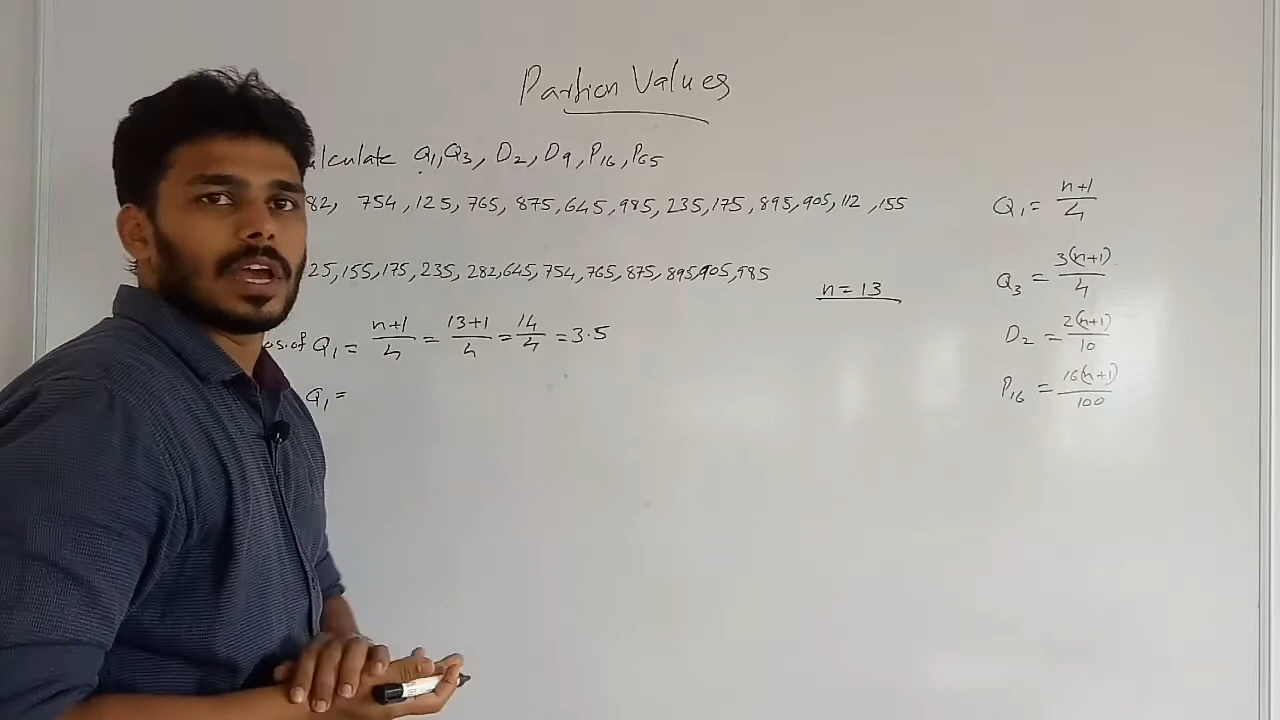 Partion Values
alculate Q1, Q3, D2, D9, P16, P65
82, 754, 125, 765, 875, 645, 985, 235, 175, 895, 905, 112, 155
25, 155, 175, 235, 282, 645, 754, 765, 875, 895, 905, 985
n = 13
os. of Q1 = n+1/4 = 13+1/4 = 14/4 = 3.5
Q1 =
Q1 = n+1/4
Q3 = 3(n+1)/4
D2 = 2(n+1)/10
P16 = 16(n+1)/100